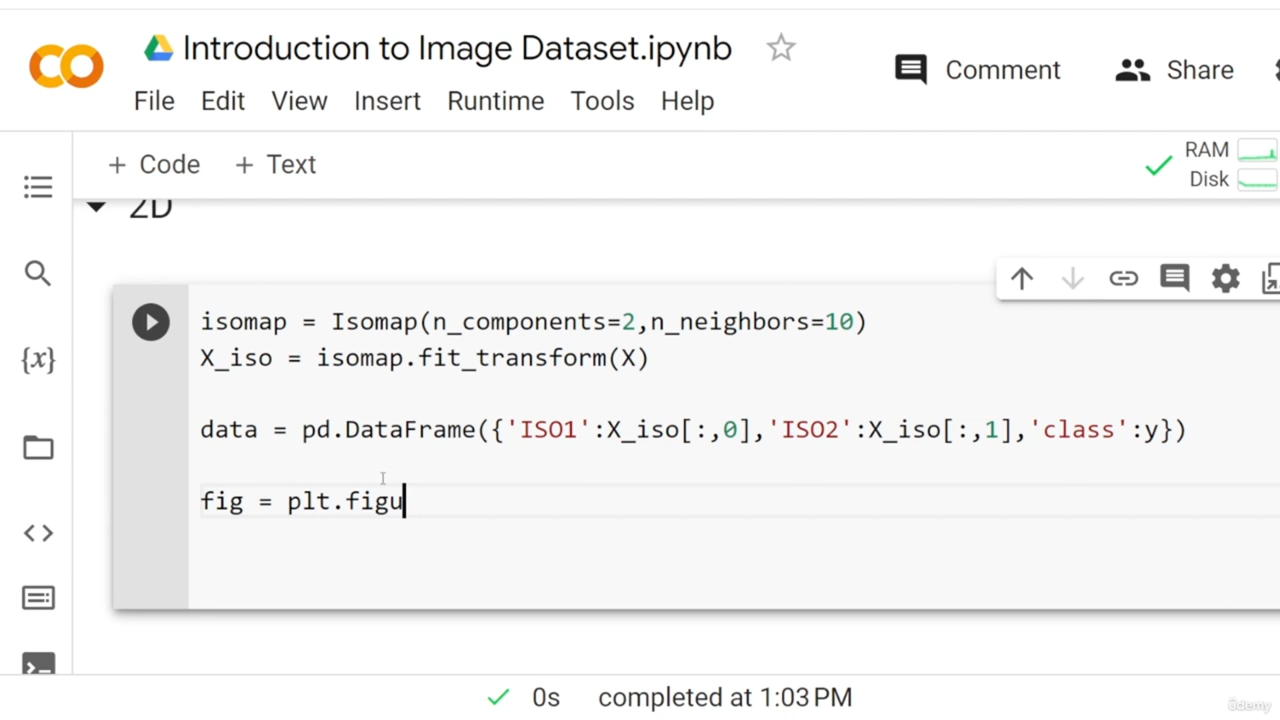 Introduction to Image Dataset.ipynb
Comment
Share
File Edit View Insert Runtime Tools Help
+ Code + Text
RAM
Disk
2D
isomap = Isomap(n_components=2,n_neighbors=10)
X_iso = isomap.fit_transform(X)
data = pd.DataFrame({'ISO1':X_iso[:,0],'ISO2':X_iso[:,1],'class':y})
fig = plt.figu
{x}
0s completed at 1:03 PM
ûdemy